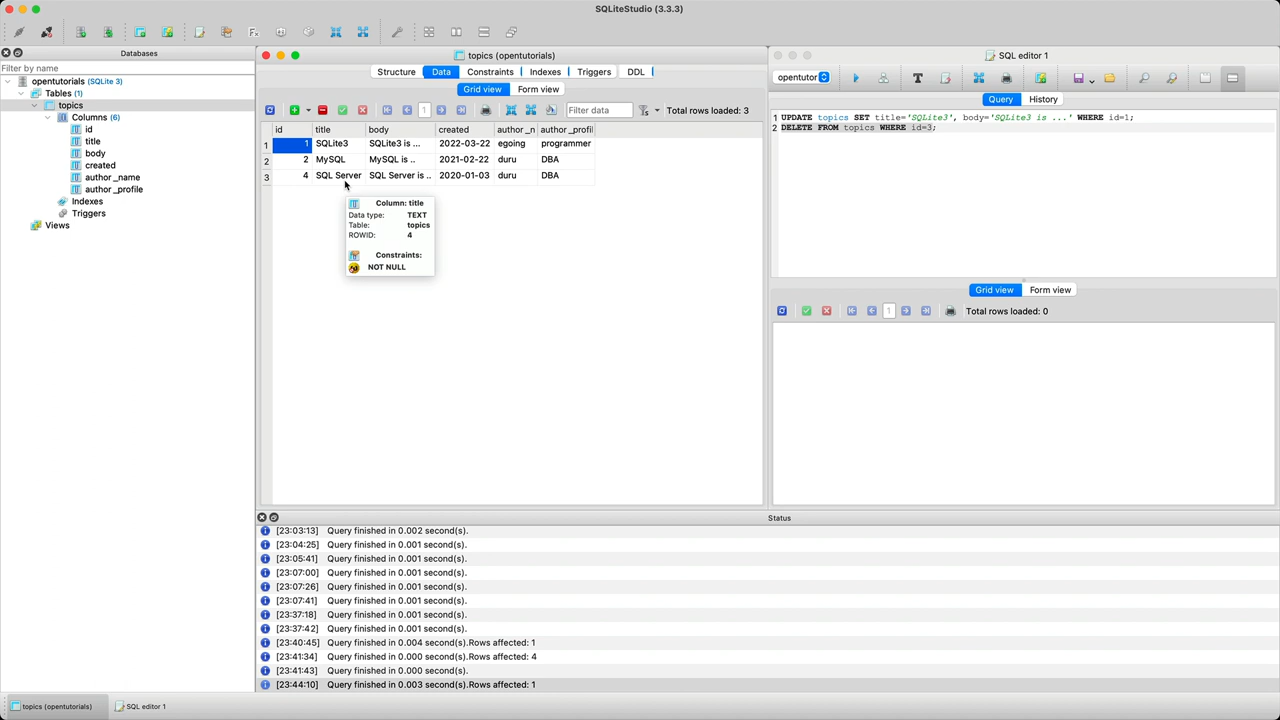 SQLiteStudio (3.3.3)
Databases
Filter by name
opentutorials (SQLite 3)
Tables (1)
topics
Columns (6)
id
title
body
created
author_name
author_profile
Indexes
Triggers
Views
topics (opentutorials)
Structure Data Constraints Indexes Triggers DDL
Grid view Form view
1 Filter data Total rows loaded: 3
id title body created author_n author_profil
1 1 SQLite3 SQLite3 is ... 2022-03-22 egoing programmer
2 2 MySQL MySQL is .. 2021-02-22 duru DBA
3 4 SQL Server SQL Server is .. 2020-01-03 duru DBA
Column: title
Data type: TEXT
Table: topics
ROWID: 4
Constraints:
NOT NULL
SQL editor 1
opentutor
Query History
1 UPDATE topics SET title='SQLite3', body='SQLite3 is ...' WHERE id=1;
2 DELETE FROM topics WHERE id=3;
Grid view Form view
1 Total rows loaded: 0
Status
[23:03:13] Query finished in 0.002 second(s).
[23:04:25] Query finished in 0.001 second(s).
[23:05:41] Query finished in 0.001 second(s).
[23:07:00] Query finished in 0.001 second(s).
[23:07:26] Query finished in 0.001 second(s).
[23:07:41] Query finished in 0.001 second(s).
[23:37:18] Query finished in 0.001 second(s).
[23:37:42] Query finished in 0.001 second(s).
[23:40:45] Query finished in 0.004 second(s).Rows affected: 1
[23:41:34] Query finished in 0.000 second(s).Rows affected: 4
[23:41:43] Query finished in 0.000 second(s).
[23:44:10] Query finished in 0.003 second(s).Rows affected: 1
topics (opentutorials) SQL editor 1